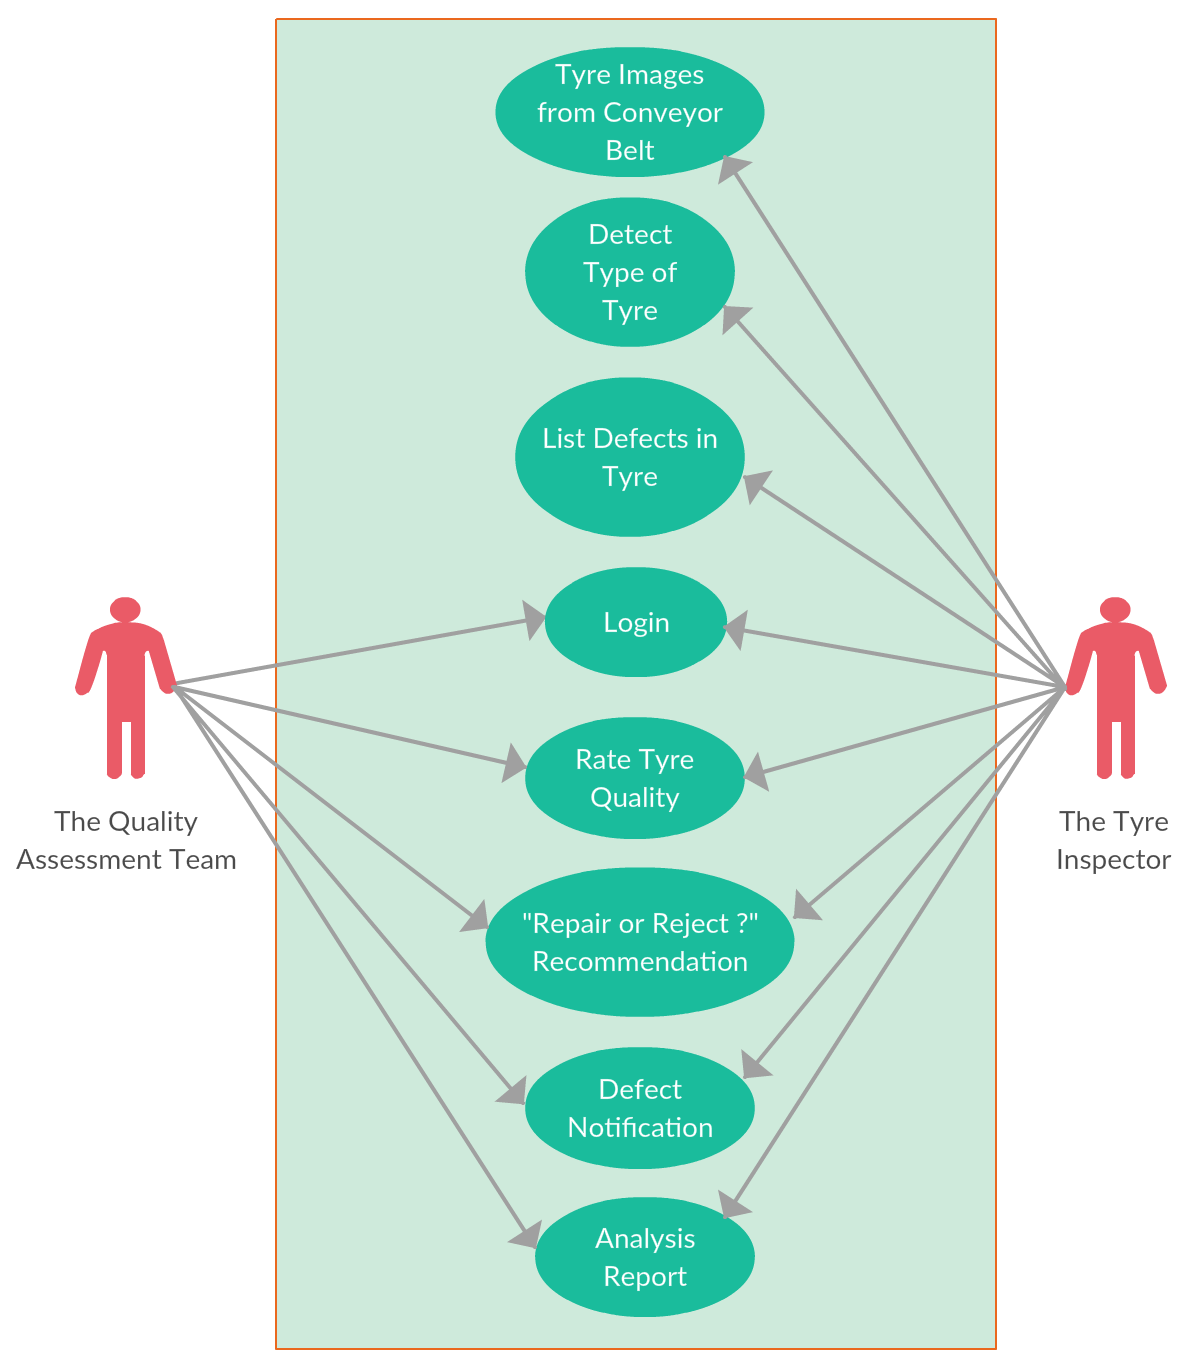 Tyre Images
from Conveyor
Belt
Detect
Type of
Tyre
List Defects in
Tyre
Login
Rate Tyre
Quality
The Quality
Assessment Team
The Tyre
Inspector
"Repair or Reject ?"
Recommendation
Defect
Notification
Analysis
Report